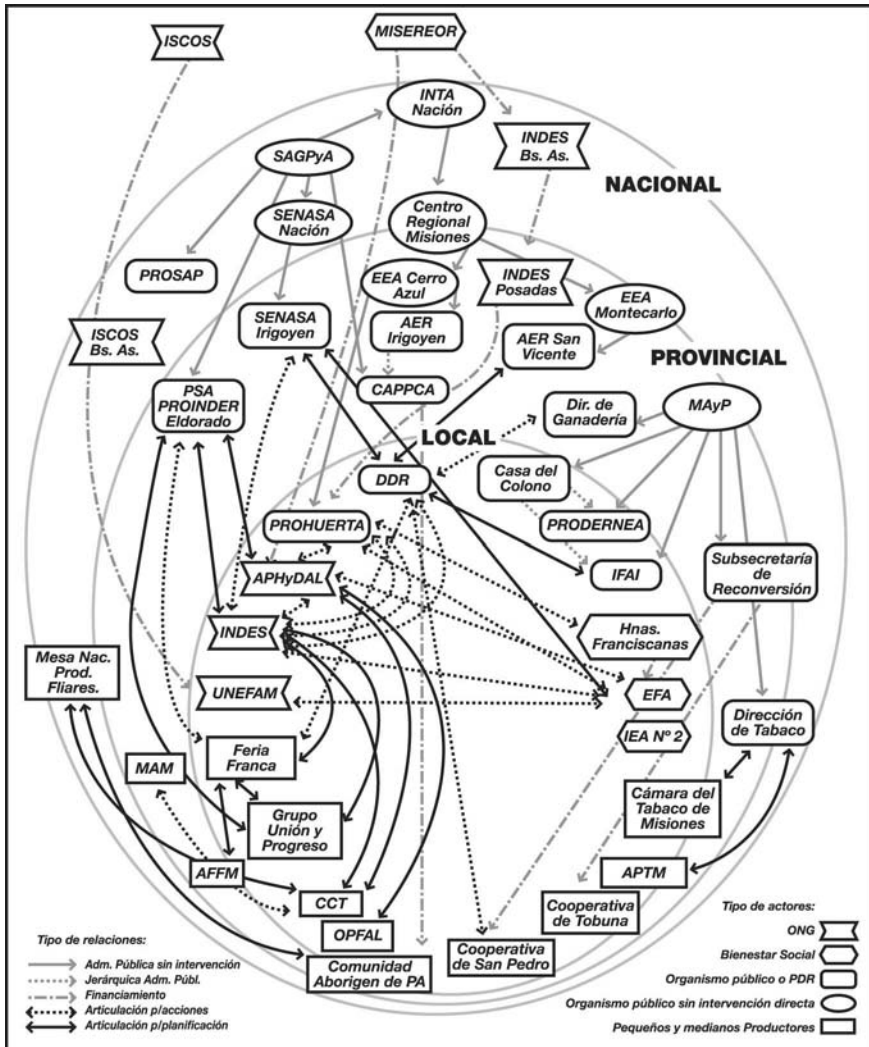 ISCOS
MISEREOR
INTA
Nación
INDES
Bs. As.
SAGPyA
NACIONAL
SENASA
Nación
Centro
Regional
Misiones
PROSAP
EEA Cerro
Azul
INDES
Posadas
EEA
Montecarlo
ISCOS
Bs. As.
SENASA
Irigoyen
AER
Irigoyen
AER San
Vicente
PROVINCIAL
PSA
PROINDER
Eldorado
CAPPCA
Dir. de
Ganadería
MAyP
LOCAL
DDR
Casa del
Colono
PROHUERTA
PRODERNEA
APHyDAL
IFAI
Subsecretaría
de
Reconversión
INDES
Hnas.
Franciscanas
Mesa Nac.
Prod.
Fliares.
UNEFAM
EFA
IEA Nº 2
Dirección
de Tabaco
MAM
Feria
Franca
Grupo
Unión y
Progreso
Cámara del
Tabaco de
Misiones
AFFM
CCT
APTM
OPFAL
Cooperativa
de Tobuna
Comunidad
Aborigen de PA
Cooperativa
de San Pedro
Tipo de relaciones:
Adm. Pública sin intervención
Jerárquica Adm. Públ.
Financiamiento
Articulación p/acciones
Articulación p/planificación
Tipo de actores:
ONG
Bienestar Social
Organismo público o PDR
Organismo público sin intervención directa
Pequeños y medianos Productores